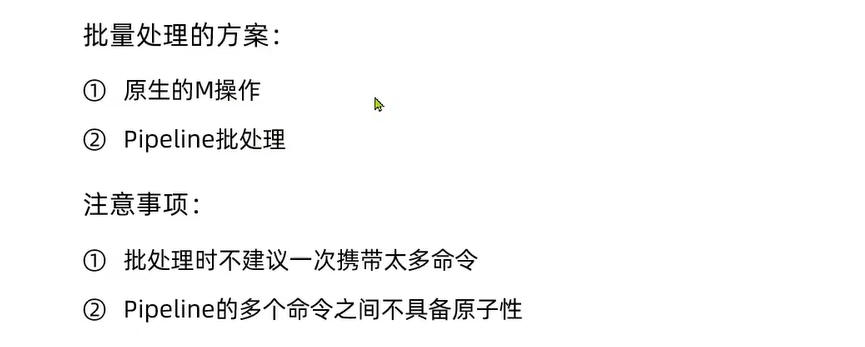 批量处理的方案：
① 原生的M操作
② Pipeline批处理
注意事项：
① 批处理时不建议一次携带太多命令
② Pipeline的多个命令之间不具备原子性